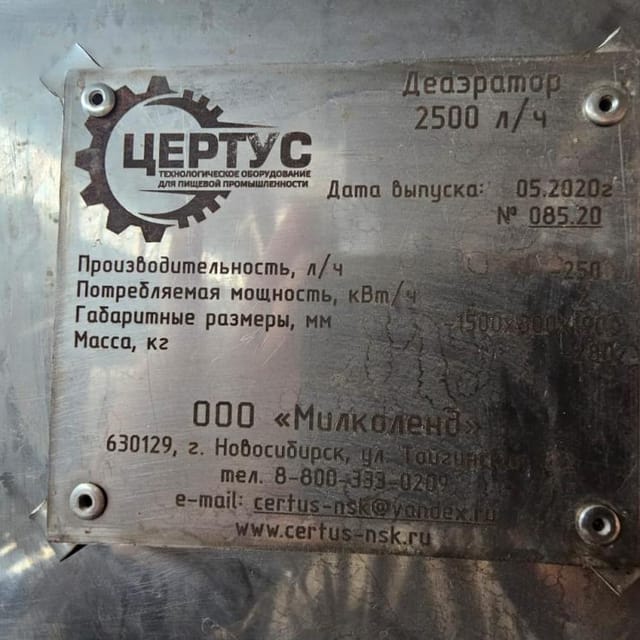 ЦЕРТУС
ТЕХНОЛОГИЧЕСКОЕ ОБОРУДОВАНИЕ
ДЛЯ ПИЩЕВОЙ ПРОМЫШЛЕННОСТИ
Деаэратор
2500 л/ч
Дата выпуска: 05.2020г
№ 085.20
Производительность, л/ч
Потребляемая мощность, кВт/ч
Габаритные размеры, мм
Масса, кг
ООО «Милколенд»
630129, г. Новосибирск, ул.
тел. 8-800-333-0209
e-mail: certus-nsk@yandex.ru
www.certus-nsk.ru